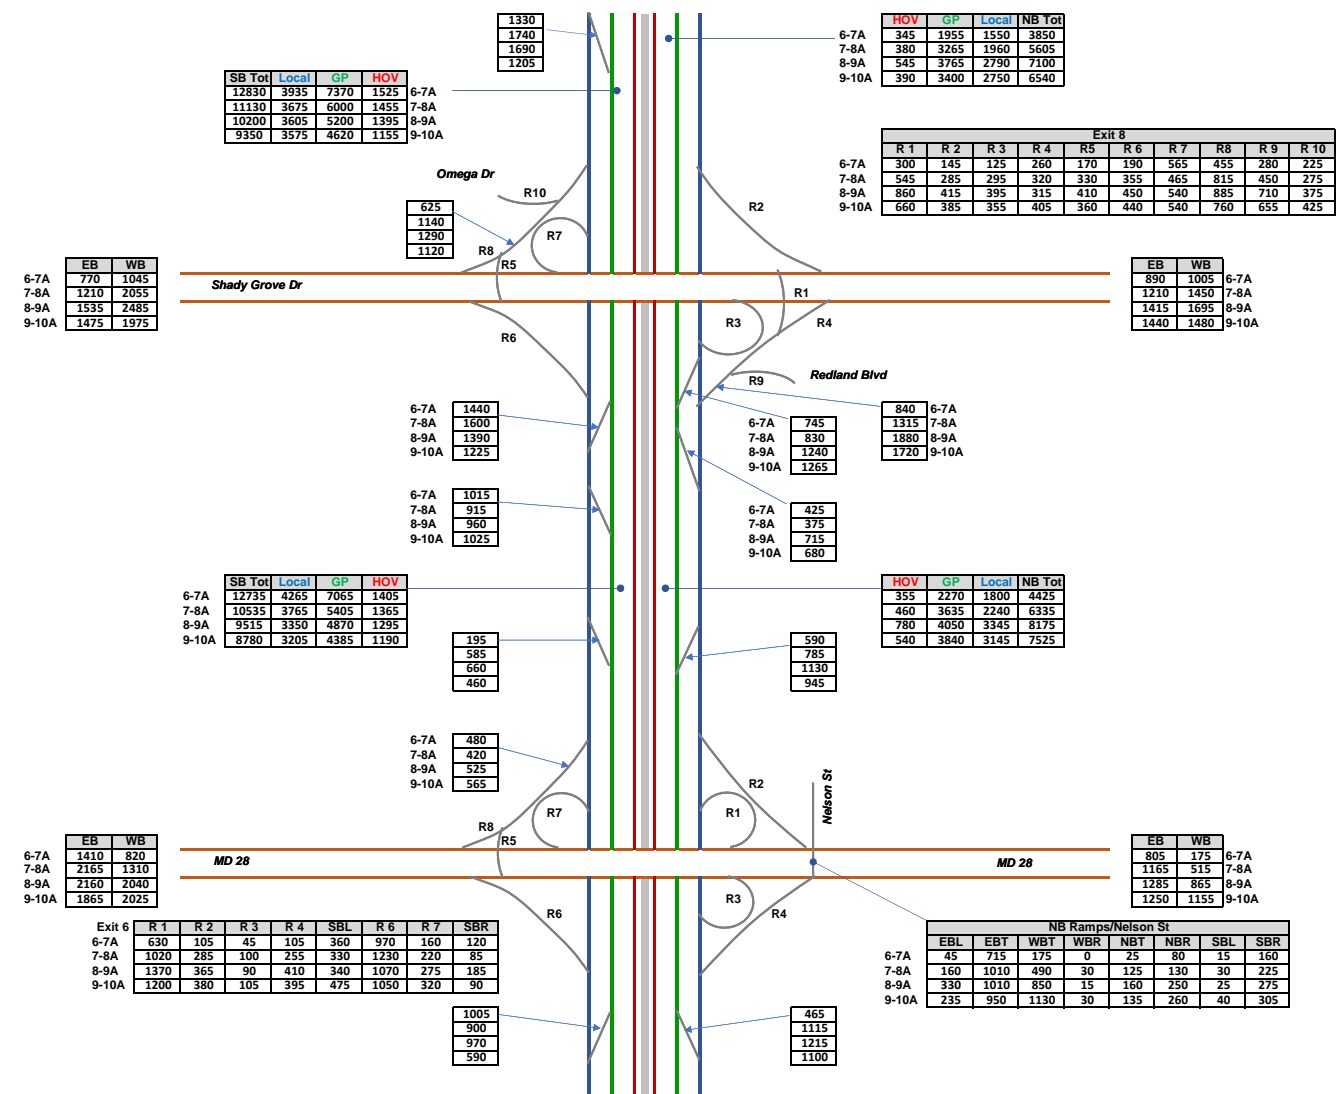 1330
1740
1690
1205
HOV GP Local NB Tot
6-7A 345 1955 1550 3850
7-8A 380 3265 1960 5605
8-9A 545 3765 2790 7100
9-10A 390 3400 2750 6540
SB Tot Local GP HOV
12830 3935 7370 1525 6-7A
11130 3675 6000 1455 7-8A
10200 3605 5200 1395 8-9A
9350 3575 4620 1155 9-10A
Exit 8
R 1 R 2 R 3 R 4 R5 R 6 R 7 R8 R 9 R 10
6-7A 300 145 125 260 170 190 565 455 280 225
7-8A 545 285 295 320 330 355 465 815 450 275
8-9A 860 415 395 315 410 450 540 885 710 375
9-10A 660 385 355 405 360 440 540 760 655 425
Omega Dr
R10
R2
625
1140
1290
1120
R7
R8
R5
EB WB
6-7A 770 1045
7-8A 1210 2055
8-9A 1535 2485
9-10A 1475 1975
Shady Grove Dr
EB WB
890 1005 6-7A
1210 1450 7-8A
1415 1695 8-9A
1440 1480 9-10A
R1
R3
R4
R6
R9
Redland Blvd
6-7A 1440
7-8A 1600
8-9A 1390
9-10A 1225
840 6-7A
1315 7-8A
1880 8-9A
1720 9-10A
6-7A 745
7-8A 830
8-9A 1240
9-10A 1265
6-7A 1015
7-8A 915
8-9A 960
9-10A 1025
6-7A 425
7-8A 375
8-9A 715
9-10A 680
SB Tot Local GP HOV
6-7A 12735 4265 7065 1405
7-8A 10535 3765 5405 1365
8-9A 9515 3350 4870 1295
9-10A 8780 3205 4385 1190
HOV GP Local NB Tot
355 2270 1800 4425
460 3635 2240 6335
780 4050 3345 8175
540 3840 3145 7525
195
585
660
460
590
785
1130
945
6-7A 480
7-8A 420
8-9A 525
9-10A 565
R2
Nelson St
R7
R1
R8
R5
EB WB
6-7A 1410 820
7-8A 2165 1310
8-9A 2160 2040
9-10A 1865 2025
MD 28
MD 28
EB WB
805 175 6-7A
1165 515 7-8A
1285 865 8-9A
1250 1155 9-10A
R3
R6
R4
Exit 6 R 1 R 2 R 3 R 4 SBL R 6 R 7 SBR
6-7A 630 105 45 105 360 970 160 120
7-8A 1020 285 100 255 330 1230 220 85
8-9A 1370 365 90 410 340 1070 275 185
9-10A 1200 380 105 395 475 1050 320 90
NB Ramps/Nelson St
EBL EBT WBT WBR NBT NBR SBL SBR
6-7A 45 715 175 0 25 80 15 160
7-8A 160 1010 490 30 125 130 30 225
8-9A 330 1010 850 15 160 250 25 275
9-10A 235 950 1130 30 135 260 40 305
1005
900
970
590
465
1115
1215
1100